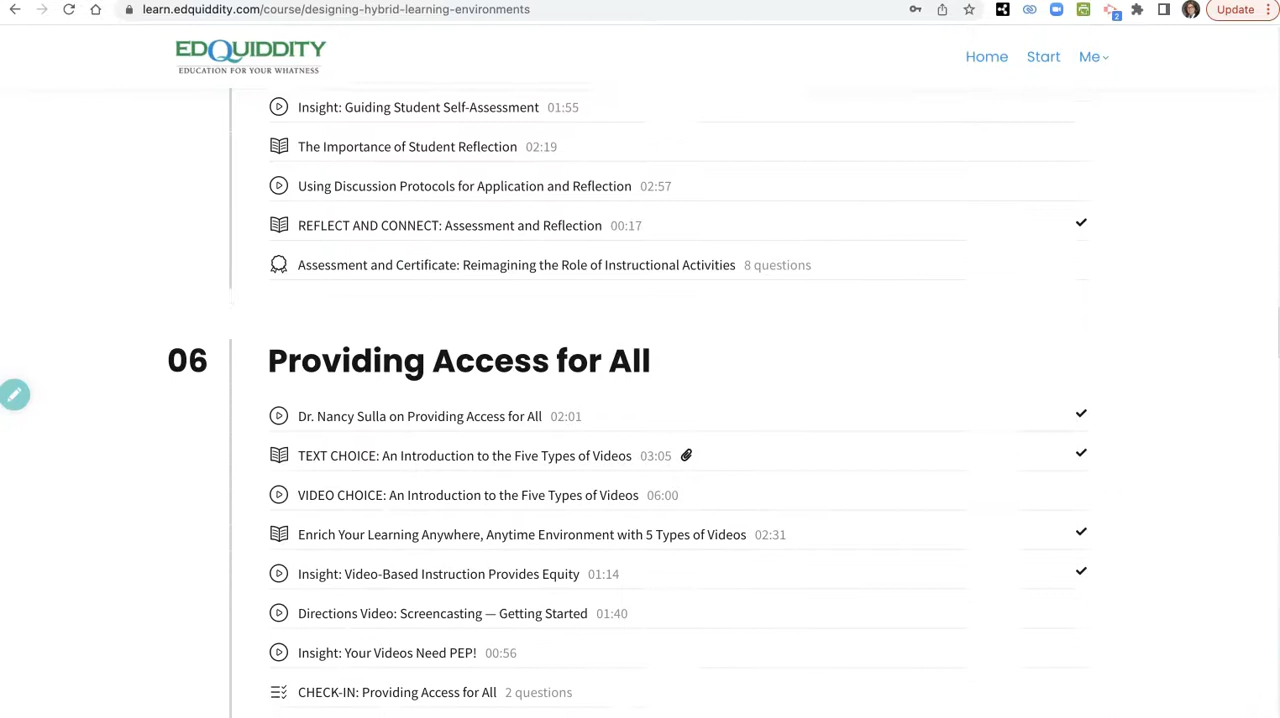 learn.edquiddity.com/course/designing-hybrid-learning-environments
2
Update
EDQUIDDITY
EDUCATION FOR YOUR WHATNESS
Home Start Me
Insight: Guiding Student Self-Assessment 01:55
The Importance of Student Reflection 02:19
Using Discussion Protocols for Application and Reflection 02:57
REFLECT AND CONNECT: Assessment and Reflection 00:17
Assessment and Certificate: Reimagining the Role of Instructional Activities 8 questions
06 Providing Access for All
Dr. Nancy Sulla on Providing Access for All 02:01
TEXT CHOICE: An Introduction to the Five Types of Videos 03:05
VIDEO CHOICE: An Introduction to the Five Types of Videos 06:00
Enrich Your Learning Anywhere, Anytime Environment with 5 Types of Videos 02:31
Insight: Video-Based Instruction Provides Equity 01:14
Directions Video: Screencasting — Getting Started 01:40
Insight: Your Videos Need PEP! 00:56
CHECK-IN: Providing Access for All 2 questions